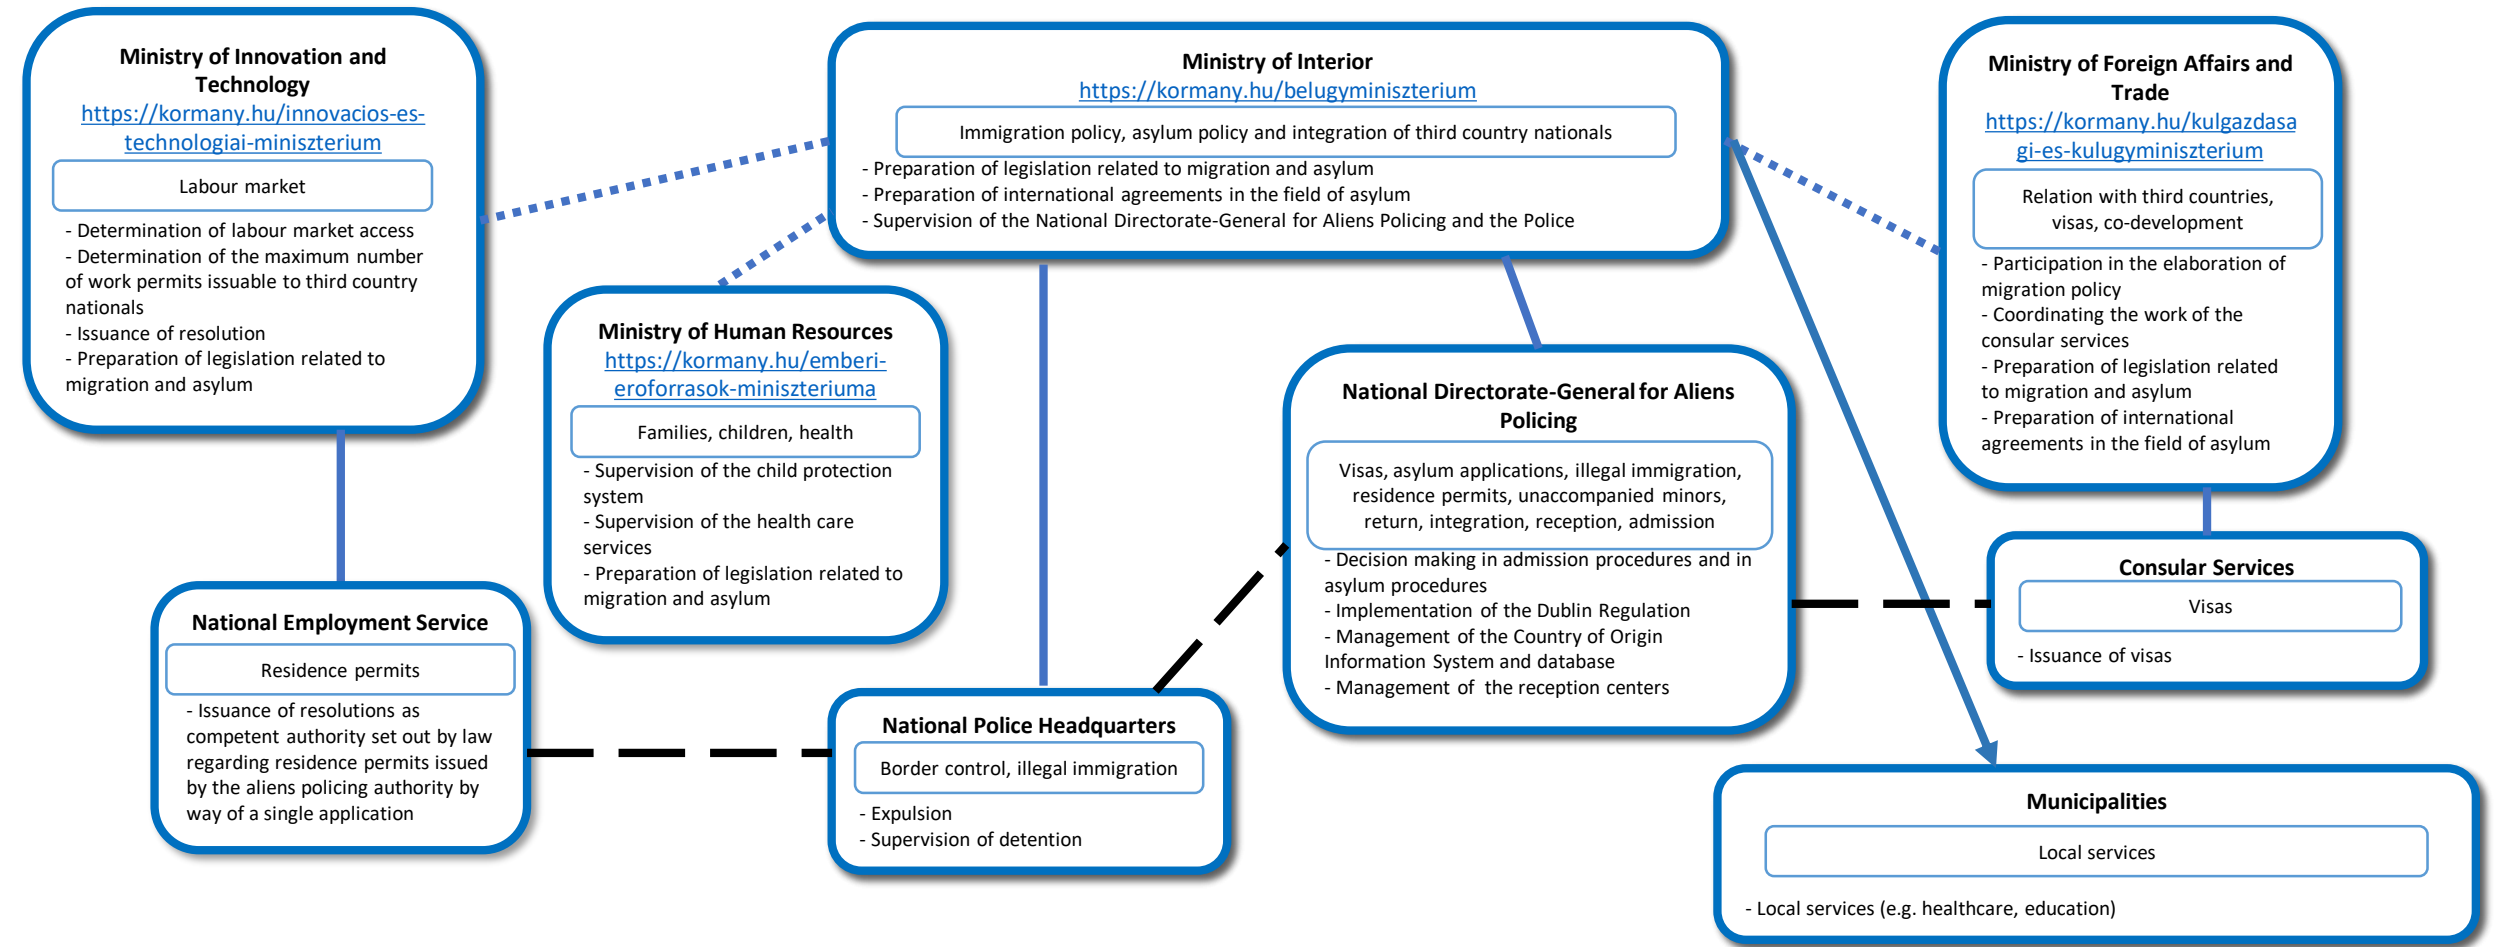 Ministry of Innovation and
Technology
https://kormany.hu/innovacios-es-
technologiai-miniszterium
Labour market
- Determination of labour market access
- Determination of the maximum number
of work permits issuable to third country
nationals
- Issuance of resolution
- Preparation of legislation related to
migration and asylum
Ministry of Interior
https://kormany.hu/belugyminiszterium
Immigration policy, asylum policy and integration of third country nationals
- Preparation of legislation related to migration and asylum
- Preparation of international agreements in the field of asylum
- Supervision of the National Directorate-General for Aliens Policing and the Police
Ministry of Foreign Affairs and
Trade
https://kormany.hu/kulgazdasa
gi-es-kulugyminiszterium
Relation with third countries,
visas, co-development
- Participation in the elaboration of
migration policy
- Coordinating the work of the
consular services
- Preparation of legislation related
to migration and asylum
- Preparation of international
agreements in the field of asylum
Ministry of Human Resources
https://kormany.hu/emberi-
eroforrasok-miniszteriuma
Families, children, health
- Supervision of the child protection
system
- Supervision of the health care
services
- Preparation of legislation related to
migration and asylum
National Directorate-General for Aliens
Policing
Visas, asylum applications, illegal immigration,
residence permits, unaccompanied minors,
return, integration, reception, admission
- Decision making in admission procedures and in
asylum procedures
- Implementation of the Dublin Regulation
- Management of the Country of Origin
Information System and database
- Management of the reception centers
Consular Services
Visas
- Issuance of visas
National Employment Service
Residence permits
- Issuance of resolutions as
competent authority set out by law
regarding residence permits issued
by the aliens policing authority by
way of a single application
National Police Headquarters
Border control, illegal immigration
- Expulsion
- Supervision of detention
Municipalities
Local services
- Local services (e.g. healthcare, education)